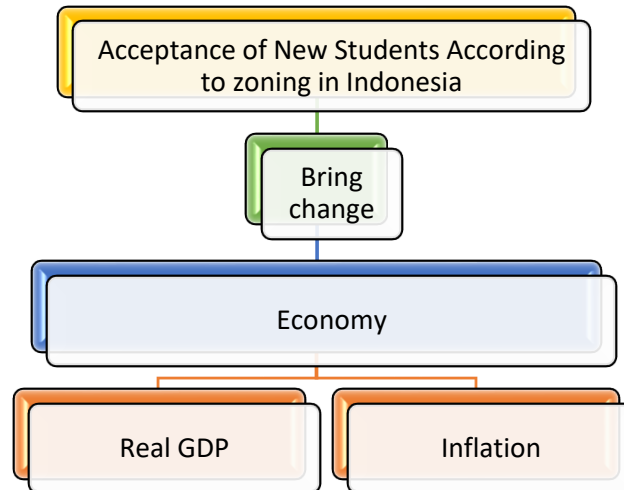 Acceptance of New Students According
to zoning in Indonesia
Bring
change
Economy
Real GDP
Inflation